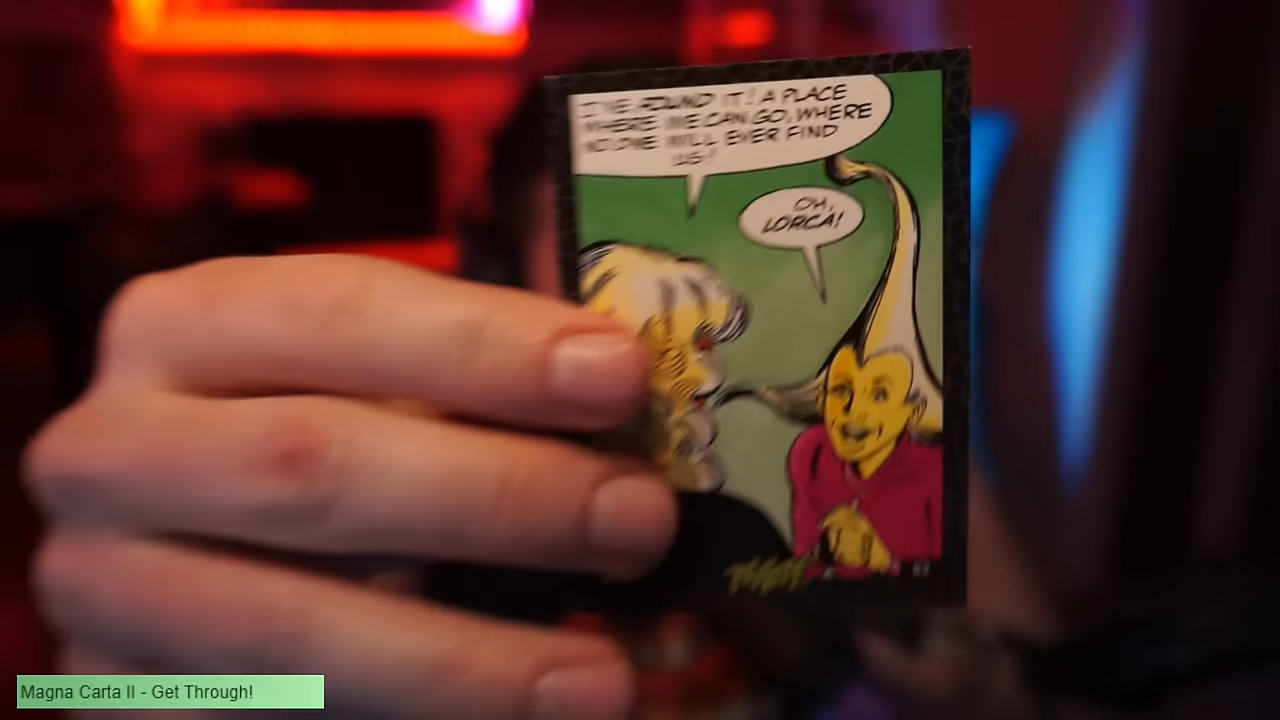 I'VE FOUND IT! A PLACE
WHERE WE CAN GO, WHERE
NO ONE WILL EVER FIND
US!
OH,
LORCA!
Magna Carta II - Get Through!